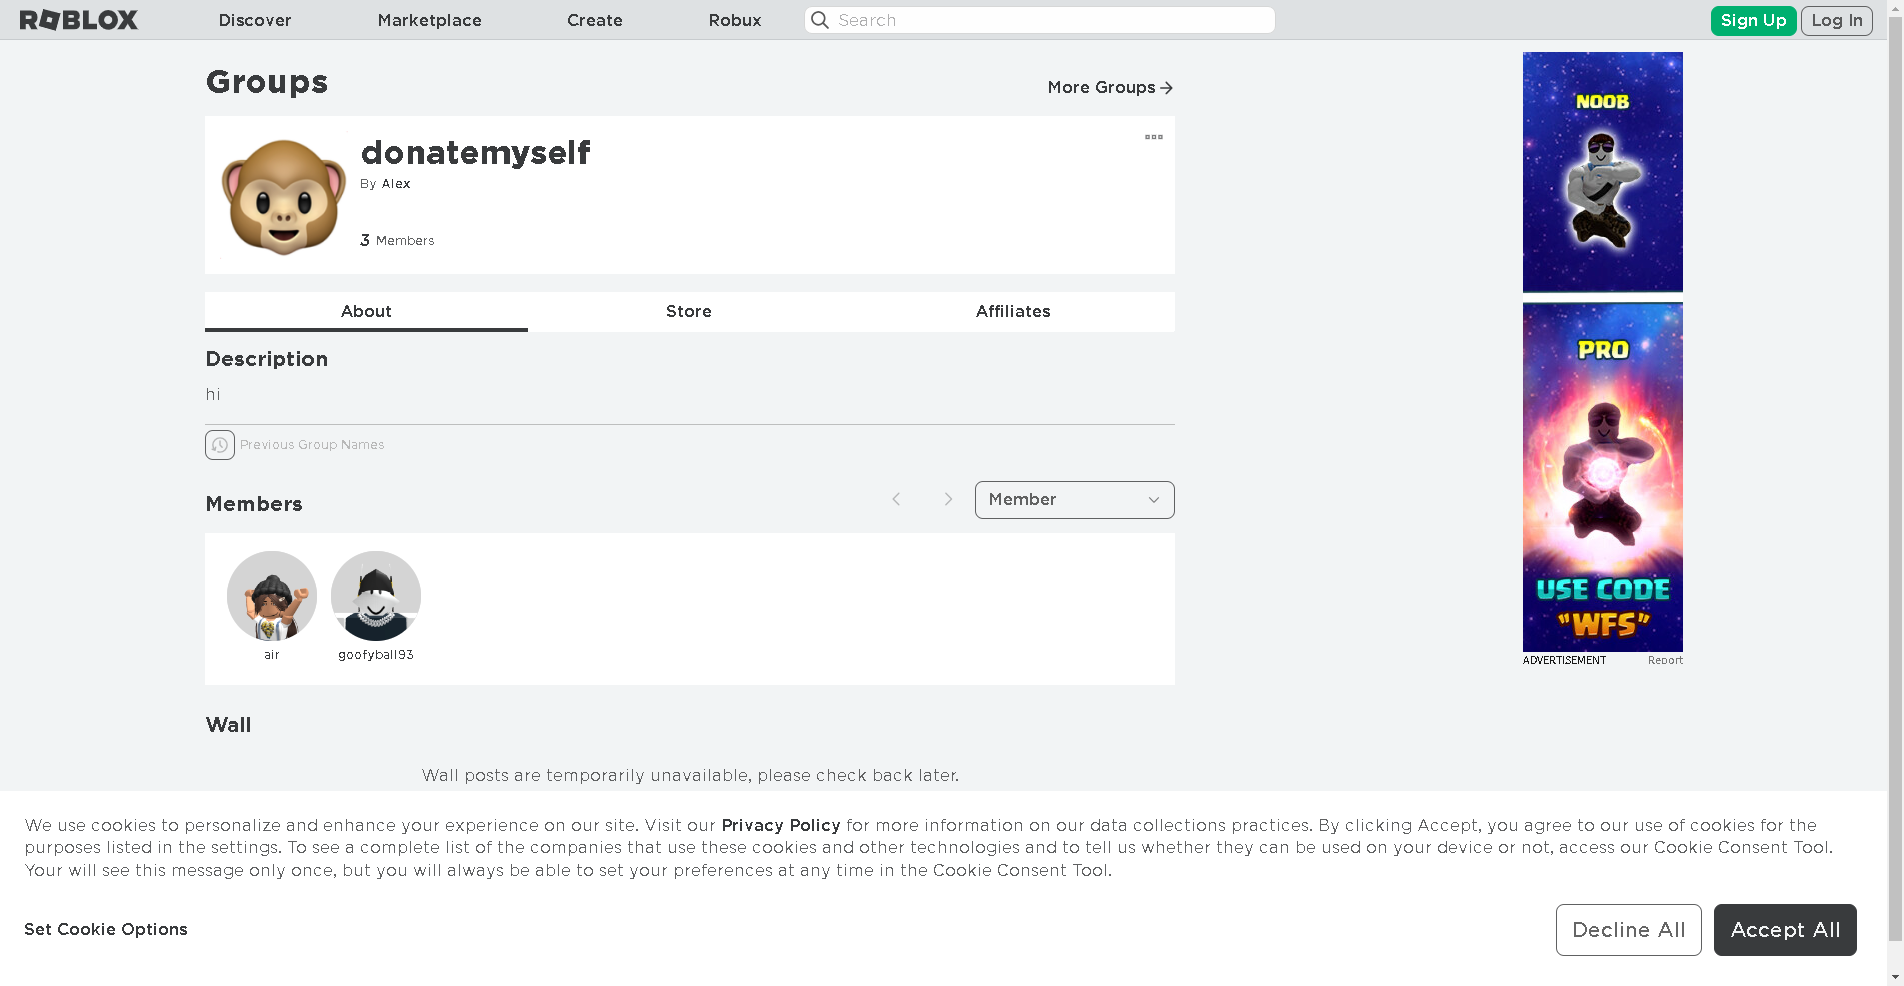 ROBLOX
Discover
Marketplace
Create
Robux
Search
Sign Up
Log In
Groups
More Groups
donatemyself
By Alex
3 Members
About
Store
Affiliates
Description
hi
Previous Group Names
Members
Member
air
goofyball93
Wall
Wall posts are temporarily unavailable, please check back later.
NOOB
PRO
USE CODE
"WFS"
ADVERTISEMENT
Report
We use cookies to personalize and enhance your experience on our site. Visit our Privacy Policy for more information on our data collections practices. By clicking Accept, you agree to our use of cookies for the
purposes listed in the settings. To see a complete list of the companies that use these cookies and other technologies and to tell us whether they can be used on your device or not, access our Cookie Consent Tool.
Your will see this message only once, but you will always be able to set your preferences at any time in the Cookie Consent Tool.
Set Cookie Options
Decline All
Accept All